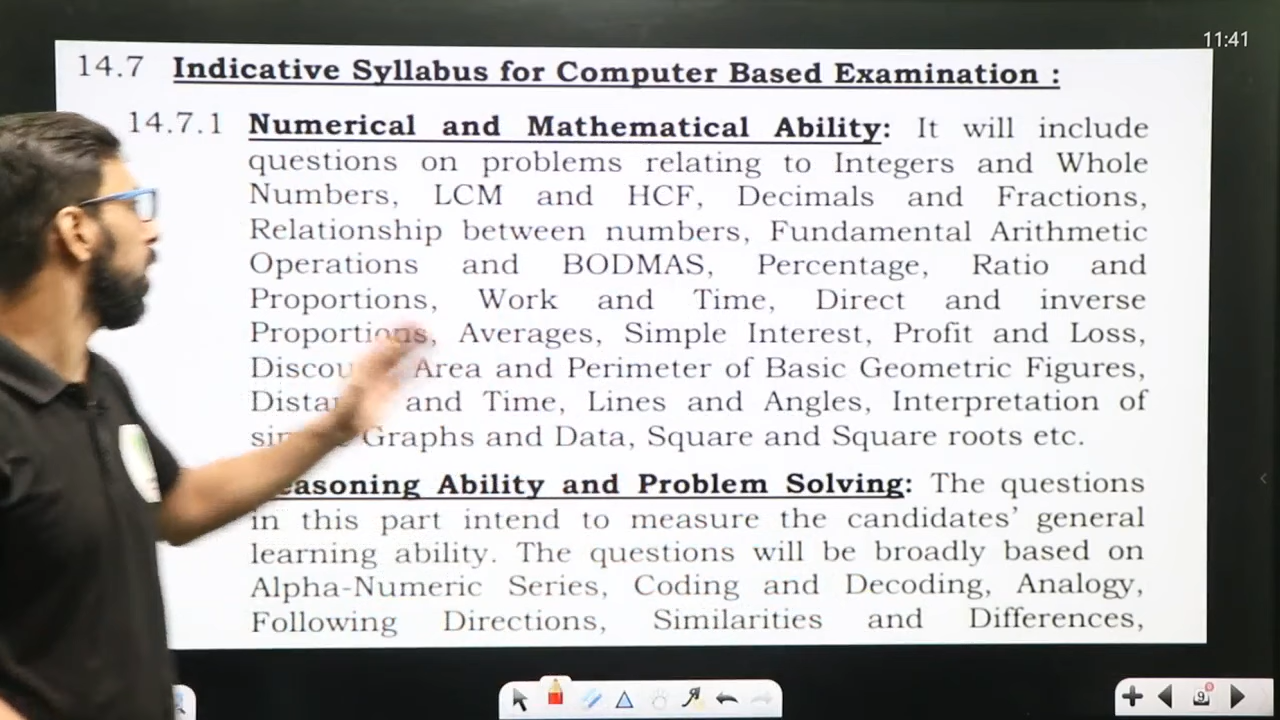 11:41
14.7 Indicative Syllabus for Computer Based Examination :
14.7.1 Numerical and Mathematical Ability: It will include
questions on problems relating to Integers and Whole
Numbers, LCM and HCF, Decimals and Fractions,
Relationship between numbers, Fundamental Arithmetic
Operations and BODMAS, Percentage, Ratio and
Proportions, Work and Time, Direct and inverse
Proportions, Averages, Simple Interest, Profit and Loss,
Area and Perimeter of Basic Geometric Figures,
and Time, Lines and Angles, Interpretation of
Graphs and Data, Square and Square roots etc.
Ability and Problem Solving: The questions
in this part intend to measure the candidates’ general
learning ability. The questions will be broadly based on
Alpha-Numeric Series, Coding and Decoding, Analogy,
Following Directions, Similarities and Differences,
9